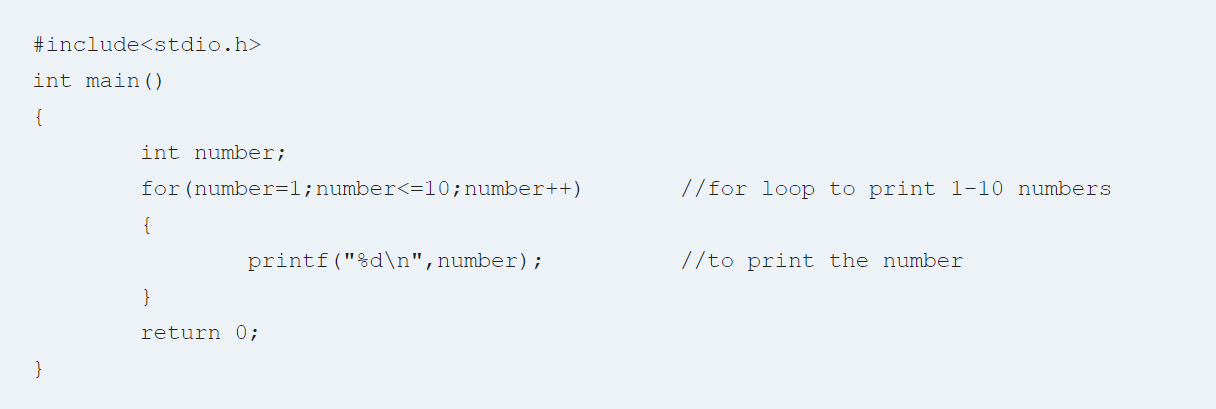 #include<stdio.h>
int main()
{
int number;
for(number=1;number<=10;number++) //for loop to print 1-10 numbers
{
printf("%d\n",number); //to print the number
}
return 0;
}